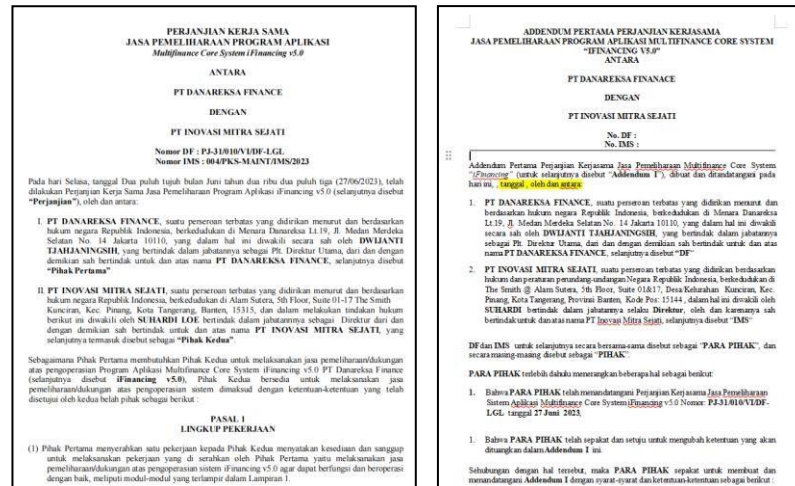 PERJANJIAN KERJA SAMA
JASA PEMELIHARAAN PROGRAM APLIKASI
Multifinance Core System iFinancing v5.0
ANTARA
PT DANAREKSA FINANCE
DENGAN
PT INOVASI MITRA SEJATI
Nomor DF : PJ-31/010/VI/DF-LGL
Nomor IMS : 004/PKS-MAINT/IMS/2023
Pada hari Selasa, tanggal Dua puluh tujuh bulan Juni tahun dua ribu dua puluh tiga (27/06/2023), telah
dilakukan Perjanjian Kerja Sama Jasa Pemeliharaan Program Aplikasi iFinancing v5.0 (selanjutnya disebut
"Perjanjian"), oleh dan antara:
I. PT DANAREKSA FINANCE, suatu perseroan terbatas yang didirikan menurut dan berdasarkan
hukum negara Republik Indonesia, berkedudukan di Menara Danareksa Lt.19, Jl. Medan Merdeka
Selatan No. 14 Jakarta 10110, yang dalam hal ini diwakili secara sah oleh DWIJANTI
TJAHJANINGSIH, yang bertindak dalam jabatannya sebagai Plt. Direktur Utama, dari dan dengan
demikian sah bertindak untuk dan atas nama PT DANAREKSA FINANCE, selanjutnya disebut
"Pihak Pertama"
II. PT INOVASI MITRA SEJATI, suatu perseroan terbatas yang didirikan menurut dan berdasarkan
hukum negara Republik Indonesia, berkedudukan di Alam Sutera, 5th Floor, Suite 01-17 The Smith
Kunciran, Kec. Pinang, Kota Tangerang, Banten, 15315, dan dalam melakukan tindakan hukum
berikut ini diwakili oleh SUHARDI LOE bertindak dalam jabatannya sebagai Direktur dari dan
dengan demikian sah bertindak untuk dan atas nama PT INOVASI MITRA SEJATI, yang
selanjutnya termasuk disebut sebagai "Pihak Kedua".
Sebagaimana Pihak Pertama membutuhkan Pihak Kedua untuk melaksanakan jasa pemeliharaan/dukungan
atas pengoperasian Program Aplikasi Multifinance Core System iFinancing v5.0 PT Danareksa Finance
(selanjutnya disebut iFinancing v5.0), Pihak Kedua bersedia untuk melaksanakan jasa
pemeliharaan/dukungan atas pengoperasian sistem dimaksud dengan ketentuan-ketentuan yang telah
disetujui oleh kedua belah pihak sebagai berikut :
PASAL 1
LINGKUP PEKERJAAN
(1) Pihak Pertama menyerahkan satu pekerjaan kepada Pihak Kedua menyatakan kesediaan dan sanggup
untuk melaksanakan pekerjaan yang di serahkan oleh Pihak Pertama yaitu melaksanakan jasa
pemeliharaan/dukungan atas pengoperasian sistem iFinancing v5.0 agar dapat berfungsi dan beroperasi
dengan baik, meliputi modul-modul yang terlampir dalam Lampiran 1.
ADDENDUM PERTAMA PERJANJIAN KERJASAMA
JASA PEMELIHARAAN PROGRAM APLIKASI MULTIFINANCE CORE SYSTEM
"IFINANCING V5.0"
ANTARA
PT DANAREKSA FINANACE
DENGAN
PT INOVASI MITRA SEJATI
No. DF :
No. IMS :
Addendum Pertama Perjanjian Kerjasama Jasa Pemeliharaan Multifinance Core System
"iFinancing" (untuk selanjutnya disebut "Addendum I"), dibuat dan ditandatangani pada
hari ini, , tanggal , oleh dan antara:
1. PT DANAREKSA FINANCE, suatu perseroan terbatas yang didirikan menurut dan
berdasarkan hukum negara Republik Indonesia, berkedudukan di Menara Danareksa
Lt.19, Jl. Medan Merdeka Selatan No. 14 Jakarta 10110, yang dalam hal ini diwakili
secara sah oleh DWIJANTI TJAHJANINGSIH, yang bertindak dalam jabatannya
sebagai Plt. Direktur Utama, dari dan dengan demikian sah bertindak untuk dan atas
nama PT DANAREKSA FINANCE, selanjutnya disebut "DF"
2. PT INOVASI MITRA SEJATI, suatu perseroan terbatas yang didirikan berdasarkan
hukum dan peraturan perundang-undangan Negara Republik Indonesia, berkedudukan di
The Smith @ Alam Sutera, 5th Floor, Suite 01&17, Desa/Kelurahan Kunciran, Kec.
Pinang, Kota Tangerang, Provinsi Banten, Kode Pos: 15144 , dalam hal ini diwakili oleh
SUHARDI bertindak dalam jabatannya selaku Direktur, oleh dan karenanya sah
bertindak untuk dan atas nama PT Inovasi Mitra Sejati, selanjutnya disebut "IMS"
DF dan IMS untuk selanjutnya secara bersama-sama disebut sebagai "PARA PIHAK", dan
secara masing-masing disebut sebagai "PIHAK".
PARA PIHAK terlebih dahulu menerangkan beberapa hal sebagai berikut:
1. Bahwa PARA PIHAK telah menandatangani Perjanjian Kerjasama Jasa Pemeliharaan
Sistem Aplikasi Multifinance Core System iFinancing v5.0 Nomor: PJ-31/010/VI/DF-
LGL tanggal 27 Juni 2023,
1. Bahwa PARA PIHAK telah sepakat dan setuju untuk mengubah ketentuan yang akan
dituangkan dalam Addendum I ini.
Sehubungan dengan hal tersebut, maka PARA PIHAK sepakat untuk membuat dan
menandatangani Addendum I dengan syarat-syarat dan ketentuan-ketentuan sebagai berikut :